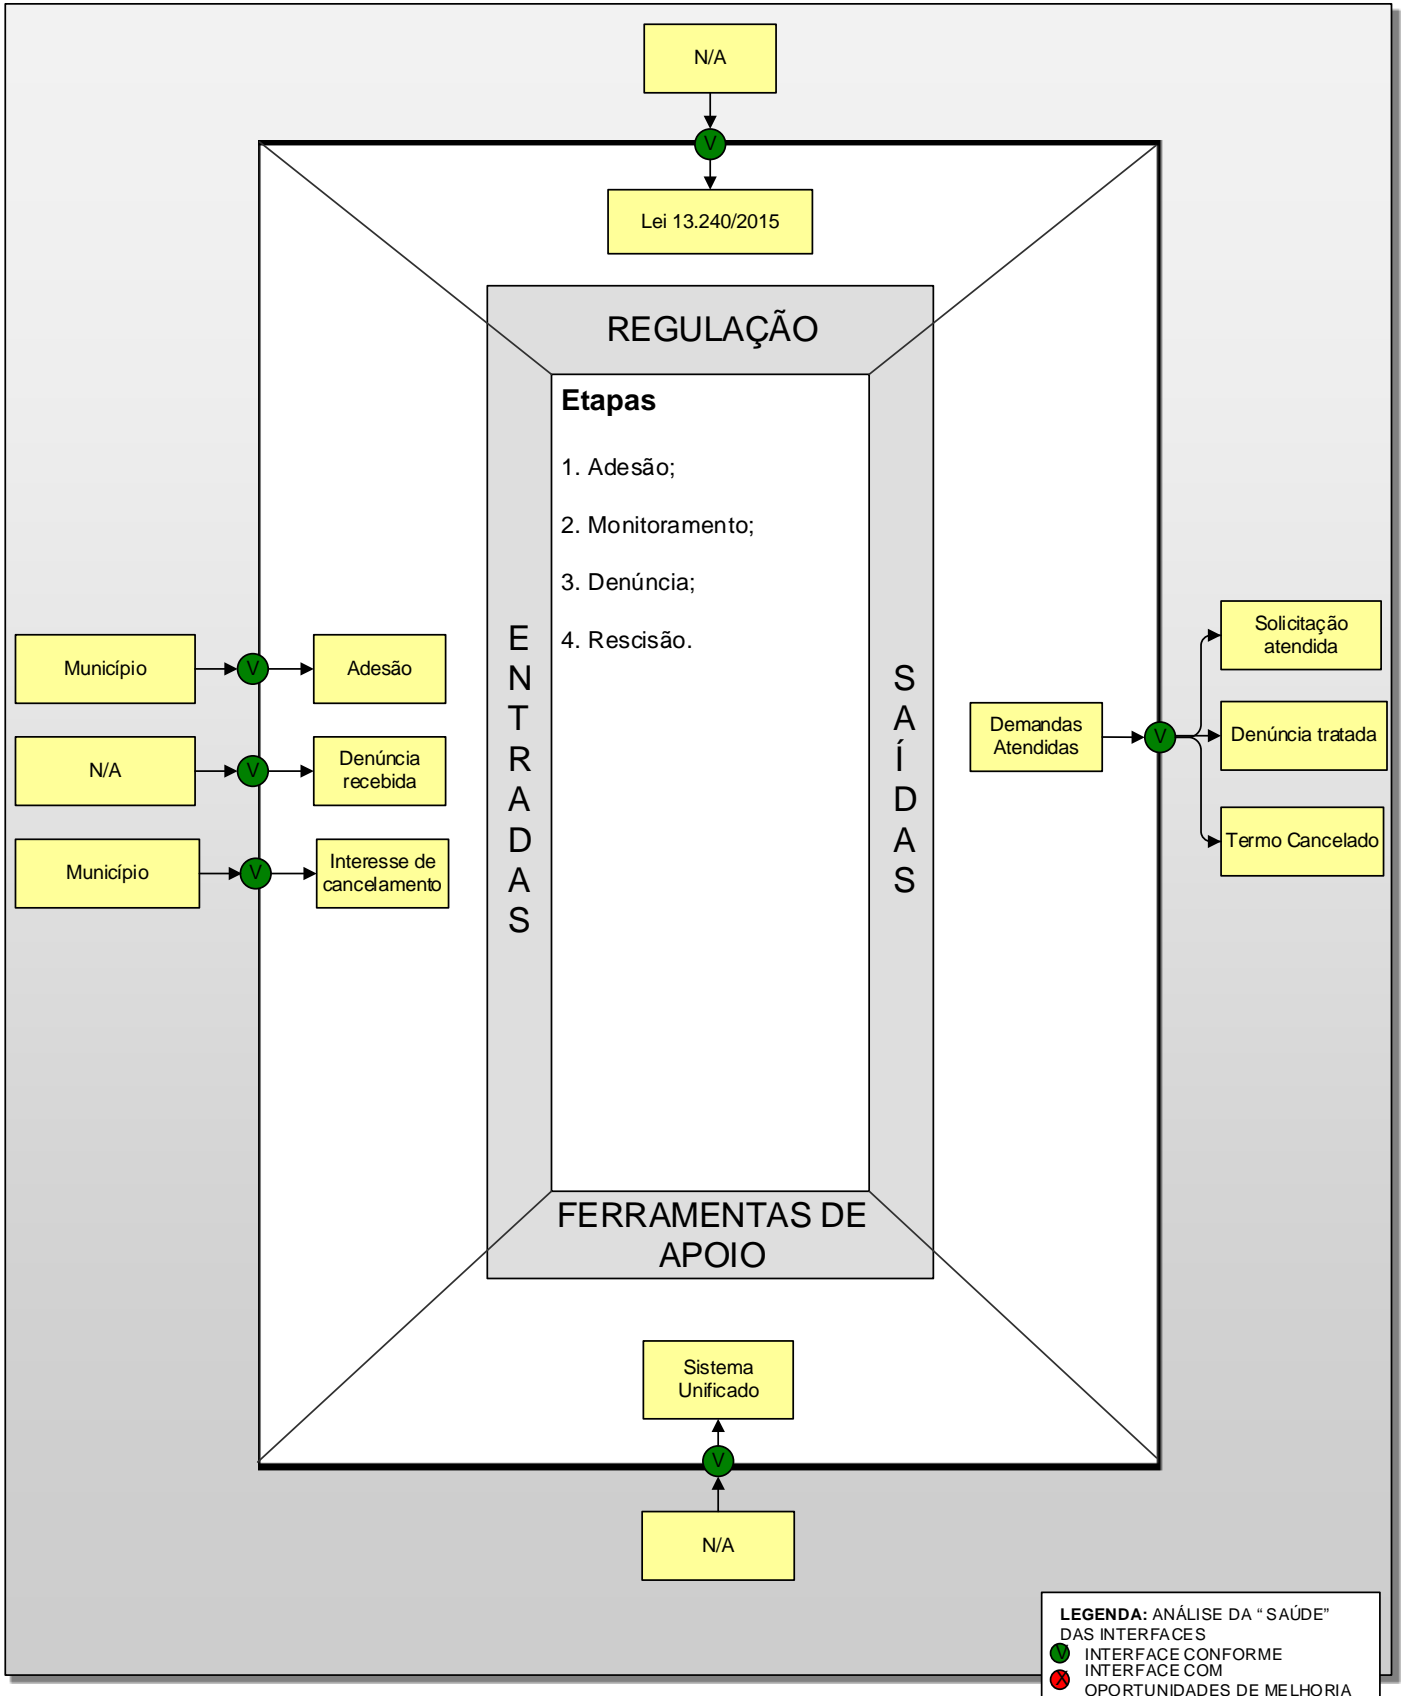 N/A
V
Lei 13.240/2015
REGULAÇÃO
Etapas
1. Adesão;
2. Monitoramento;
3. Denúncia;
4. Rescisão.
ENTRADAS
Município
V
Adesão
N/A
V
Denúncia
recebida
Município
V
Interesse de
cancelamento
SAÍDAS
Demandas
Atendidas
V
Solicitação
atendida
Denúncia tratada
Termo Cancelado
FERRAMENTAS DE
APOIO
Sistema
Unificado
V
N/A
LEGENDA: ANÁLISE DA “SAÚDE”
DAS INTERFACES
V INTERFACE CONFORME
X INTERFACE COM
OPORTUNIDADES DE MELHORIA